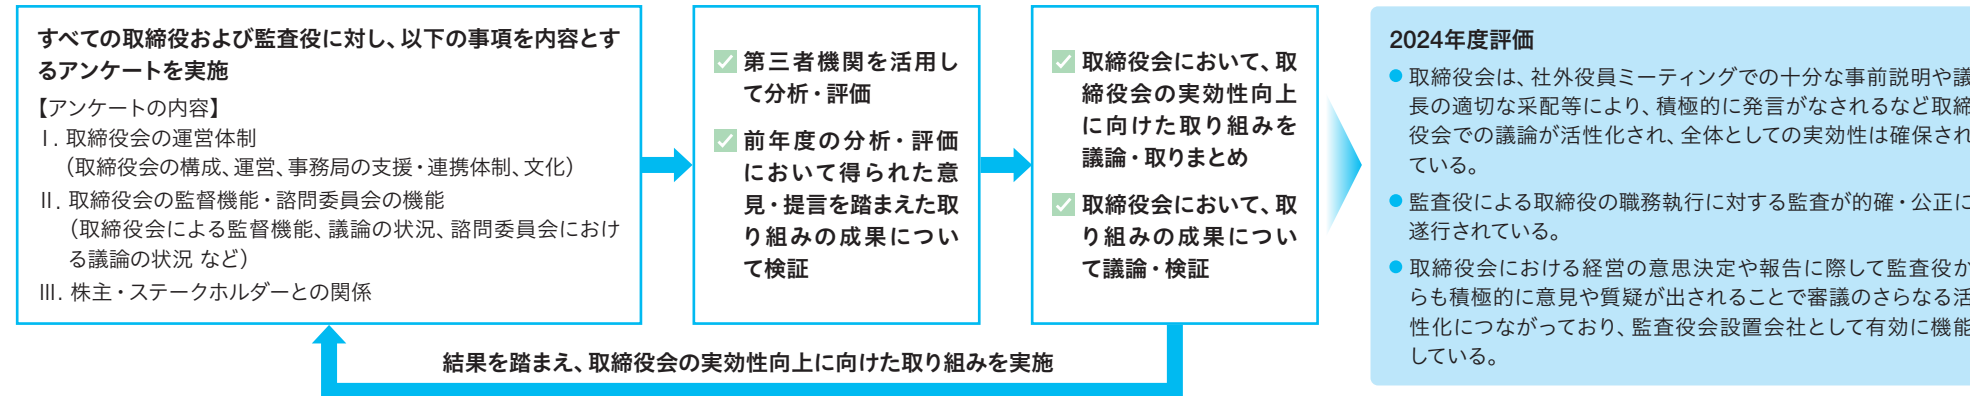 すべての取締役および監査役に対し、以下の事項を内容とす
るアンケートを実施
【アンケートの内容】
Ⅰ. 取締役会の運営体制
（取締役会の構成、運営、事務局の支援・連携体制、文化）
Ⅱ. 取締役会の監督機能・諮問委員会の機能
（取締役会による監督機能、議論の状況、諮問委員会におけ
る議論の状況 など）
Ⅲ. 株主・ステークホルダーとの関係
第三者機関を活用し
て分析・評価
前年度の分析・評価
において得られた意
見・提言を踏まえた取
り組みの成果につい
て検証
取締役会において、取
締役会の実効性向上
に向けた取り組みを
議論・取りまとめ
取締役会において、取
り組みの成果につい
て議論・検証
結果を踏まえ、取締役会の実効性向上に向けた取り組みを実施
2024年度評価
● 取締役会は、社外役員ミーティングでの十分な事前説明や議
長の適切な采配等により、積極的に発言がなされるなど取締
役会での議論が活性化され、全体としての実効性は確保され
ている。
● 監査役による取締役の職務執行に対する監査が的確・公正に
遂行されている。
● 取締役会における経営の意思決定や報告に際して監査役か
らも積極的に意見や質疑が出されることで審議のさらなる活
性化につながっており、監査役会設置会社として有効に機能
している。